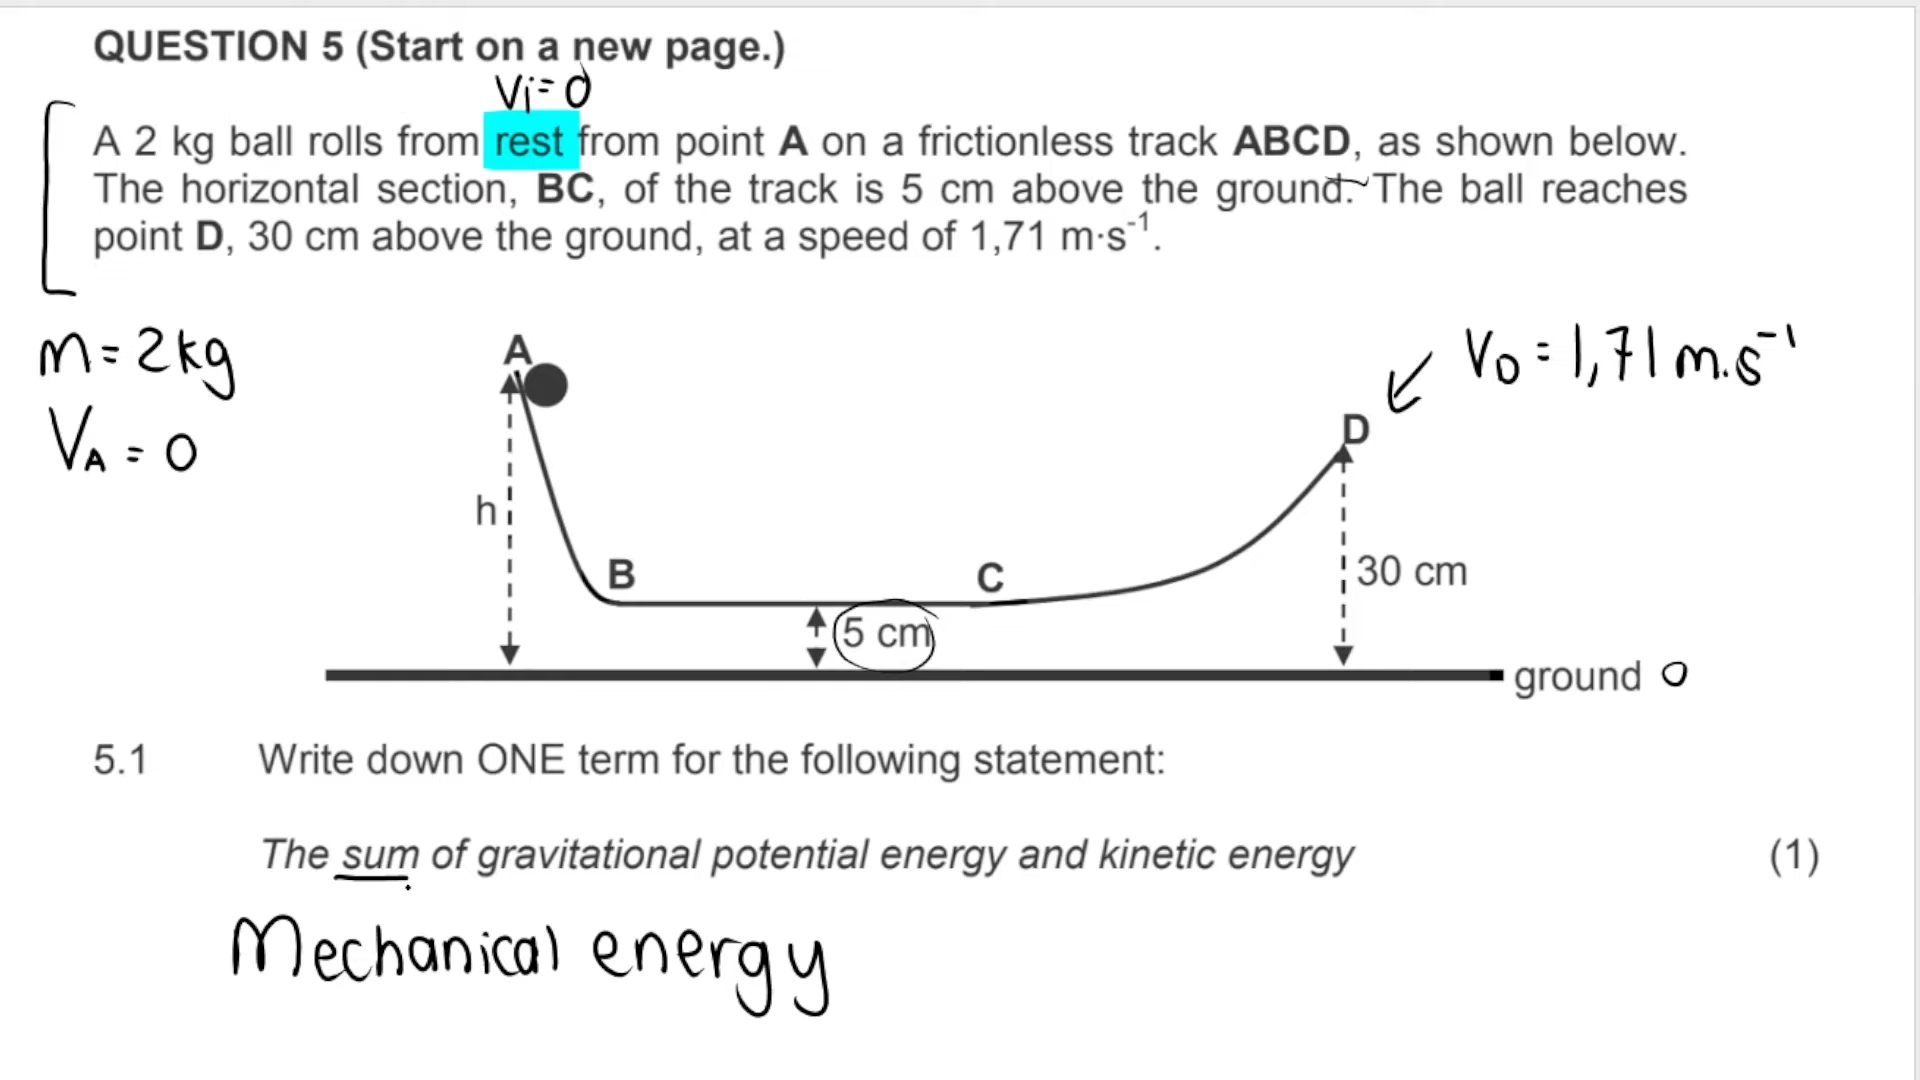 QUESTION 5 (Start on a new page.)
Vi=0
A 2 kg ball rolls from rest from point A on a frictionless track ABCD, as shown below.
The horizontal section, BC, of the track is 5 cm above the ground. The ball reaches
point D, 30 cm above the ground, at a speed of 1,71 m·s⁻¹.
m=2kg
VA = 0
A
VD = 1,71 m.s⁻¹
D
h
B
C
30 cm
5 cm
ground 0
5.1 Write down ONE term for the following statement:
The sum of gravitational potential energy and kinetic energy (1)
Mechanical energy